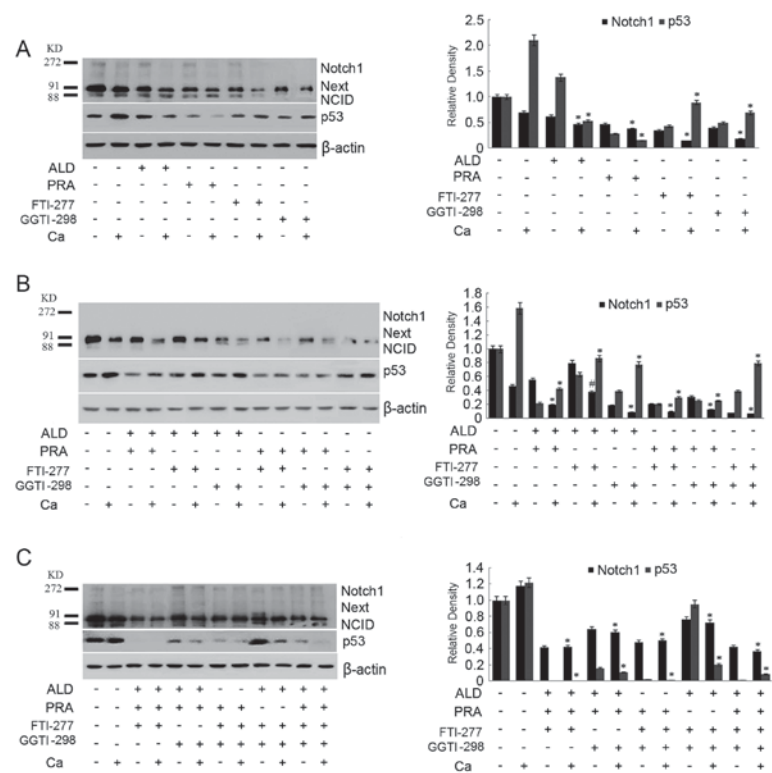 A
KD
272
91
88
Notch1
Next
NCID
p53
β-actin
ALD - - + + - - - - - -
PRA - - - - + + - - - -
FTI-277 - - - - - - + + - -
GGTI-298 - - - - - - - - + +
Ca - + - + - + - + - +
Notch1 p53
Relative Density
2.5
2.0
1.5
1.0
0.5
0
* * * * * * *
ALD - - + + - - - - - -
PRA - - - - + + - - - -
FTI-277 - - - - - - + + - -
GGTI-298 - - - - - - - - + +
Ca - + - + - + - + - +
B
KD
272
91
88
Notch1
Next
NCID
p53
β-actin
ALD - - + + + + + + - - - - - -
PRA - - + + - - - - + + + + - -
FTI-277 - - - - + + - - + + - - + +
GGTI-298 - - - - - - + + - - + + + +
Ca - + - + - + - + - + - + - +
Notch1 p53
Relative Density
1.8
1.6
1.4
1.2
1.0
0.8
0.6
0.4
0.2
0
* * # * * * * * * * * *
ALD - - + + + + + + - - - - - -
PRA - - + + - - - - + + + + - -
FTI-277 - - - - + + - - + + - - + +
GGTI-298 - - - - - - + + - - + + + +
Ca - + - + - + - + - + - + - +
C
KD
272
91
88
Notch1
Next
NCID
p53
β-actin
ALD - - + + + + - - + + + +
PRA - - + + + + + + - - + +
FTI-277 - - + + - - + + + + + +
GGTI-298 - - - - + + + + + + + +
Ca - + - + - + - + - + - +
Notch1 p53
Relative Density
1.4
1.2
1.0
0.8
0.6
0.4
0.2
0
* * * * * * * * * *
ALD - - + + + + - - + + + +
PRA - - + + + + + + - - + +
FTI-277 - - + + - - + + + + + +
GGTI-298 - - - - + + + + + + + +
Ca - + - + - + - + - + - +